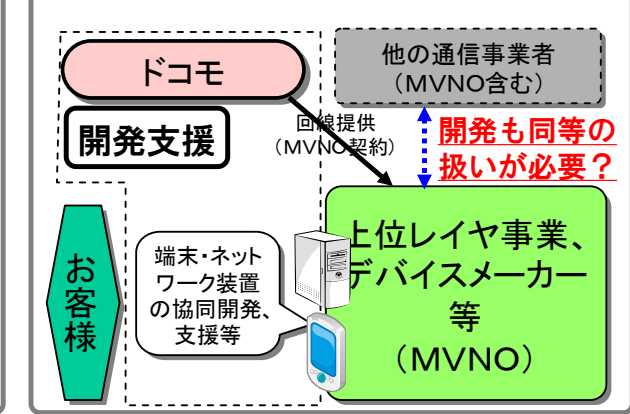 ドコモ
他の通信事業者
（MVNO含む）
開発支援
回線提供
（MVNO契約）
開発も同等の
扱いが必要？
お客様
端末・ネット
ワーク装置
の協同開発、
支援等
上位レイヤ事業、
デバイスメーカー
等
（MVNO）